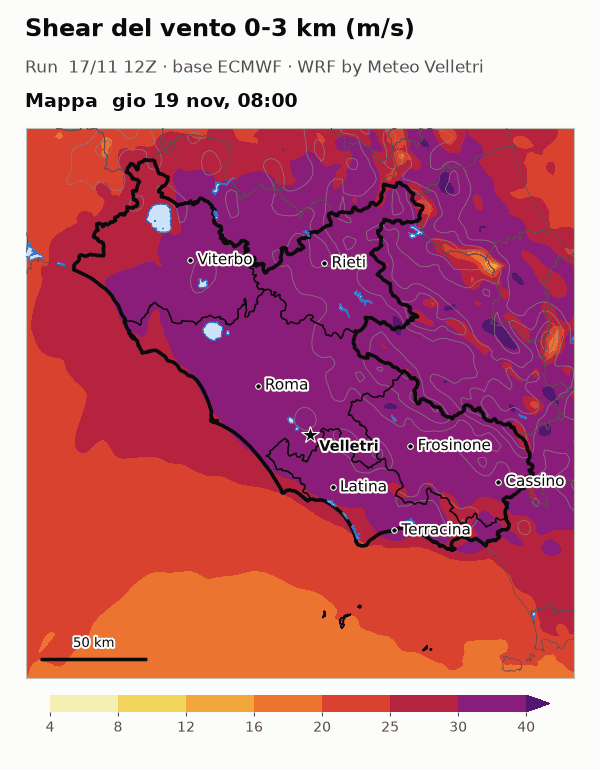 Shear del vento 0-3 km (m/s)
Run 17/11 12Z · base ECMWF · WRF by Meteo Velletri
Mappa gio 19 nov, 08:00
Viterbo
Rieti
Roma
Velletri
Frosinone
Cassino
Latina
Terracina
50 km
4 8 12 16 20 25 30 40